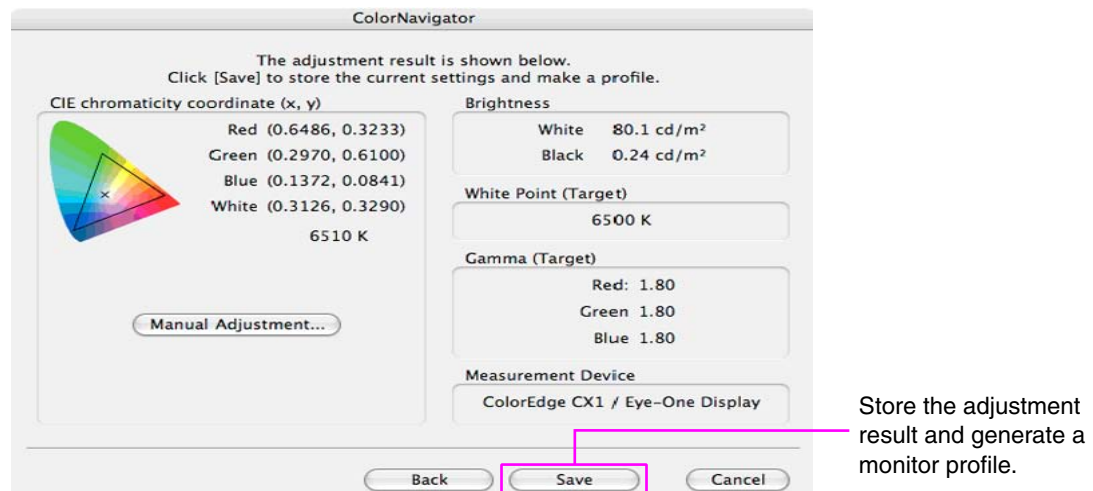 ColorNavigator
The adjustment result is shown below.
Click [Save] to store the current settings and make a profile.
CIE chromaticity coordinate (x, y)
Red (0.6486, 0.3233)
Green (0.2970, 0.6100)
Blue (0.1372, 0.0841)
White (0.3126, 0.3290)
6510 K
Manual Adjustment...
Brightness
White 80.1 cd/m²
Black 0.24 cd/m²
White Point (Target)
6500 K
Gamma (Target)
Red: 1.80
Green 1.80
Blue 1.80
Measurement Device
ColorEdge CX1 / Eye-One Display
Back Save Cancel
Store the adjustment
result and generate a
monitor profile.